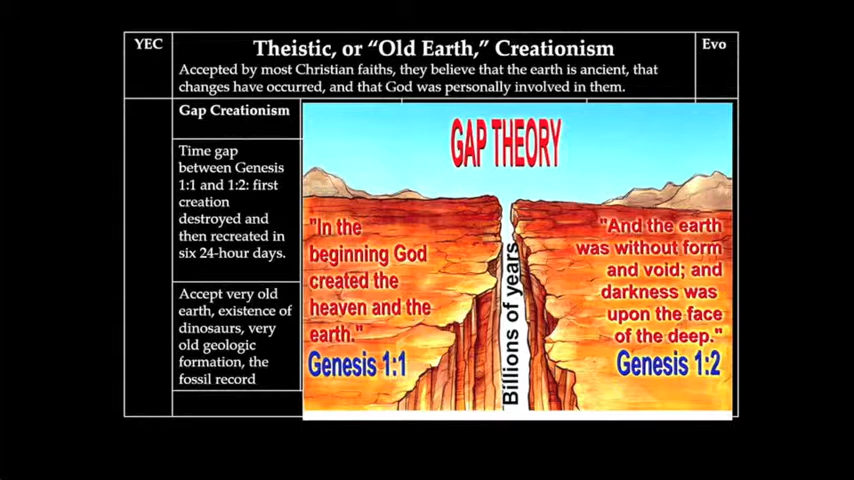 YEC
Theistic, or “Old Earth,” Creationism
Accepted by most Christian faiths, they believe that the earth is ancient, that
changes have occurred, and that God was personally involved in them.
Evo
Gap Creationism
Time gap
between Genesis
1:1 and 1:2: first
creation
destroyed and
then recreated in
six 24-hour days.
Accept very old
earth, existence of
dinosaurs, very
old geologic
formation, the
fossil record
GAP THEORY
"In the
beginning God
created the
heaven and the
earth."
Genesis 1:1
Billions of years
"And the earth
was without form
and void; and
darkness was
upon the face
of the deep."
Genesis 1:2